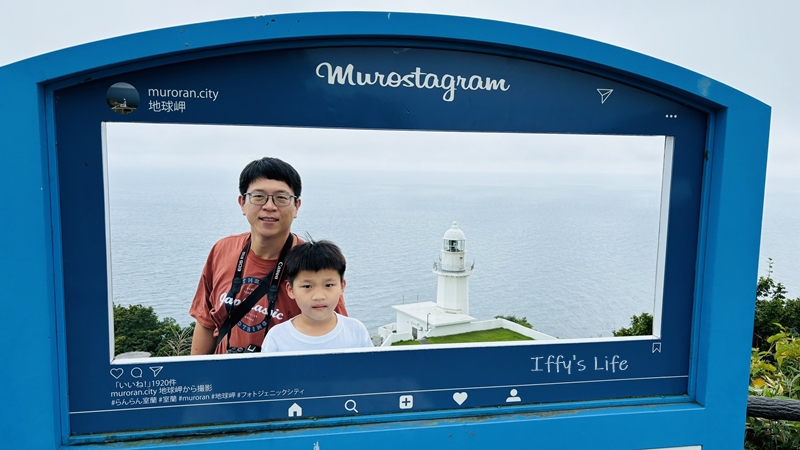 Murostagram
muroran.city
地球岬
Canon
Iffy's Life
「いいね!」1920件
muroran.city 地球岬から撮影
#らんらん室蘭 #室蘭 #muroran #地球岬 #フォトジェニックシティ